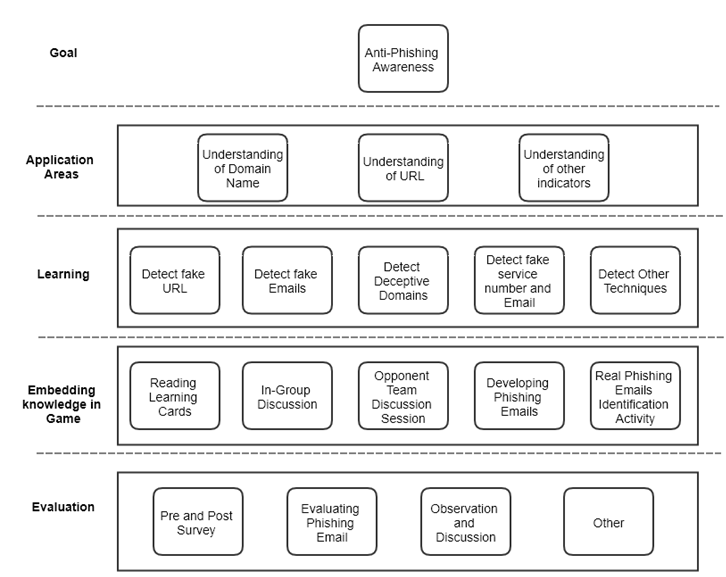 Goal
Anti-Phishing
Awareness
Application
Areas
Understanding
of Domain
Name
Understanding
of URL
Understanding
of other
indicators
Learning
Detect fake
URL
Detect fake
Emails
Detect
Deceptive
Domains
Detect fake
service
number and
Email
Detect Other
Techniques
Embedding
knowledge in
Game
Reading
Learning
Cards
In-Group
Discussion
Opponent
Team
Discussion
Session
Developing
Phishing
Emails
Real Phishing
Emails
Identification
Activity
Evaluation
Pre and Post
Survey
Evaluating
Phishing
Email
Observation
and
Discussion
Other